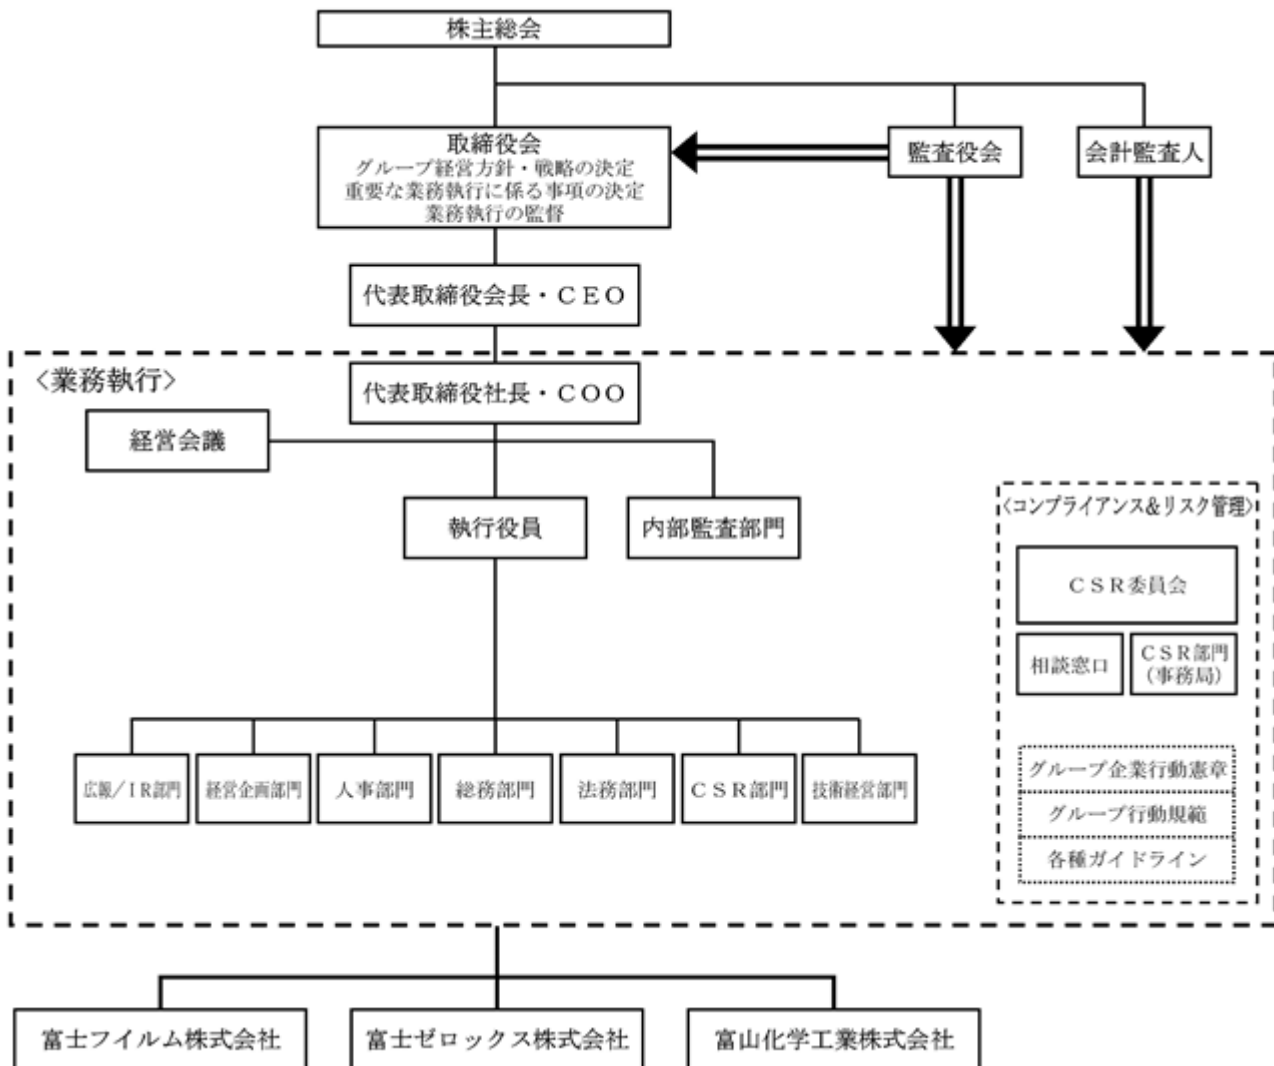 株主総会
取締役会
グループ経営方針・戦略の決定
重要な業務執行に係る事項の決定
業務執行の監督
監査役会
会計監査人
代表取締役会長・ＣＥＯ
＜業務執行＞
代表取締役社長・ＣＯＯ
経営会議
執行役員
内部監査部門
＜コンプライアンス&リスク管理＞
ＣＳＲ委員会
相談窓口
ＣＳＲ部門
（事務局）
グループ企業行動憲章
グループ行動規範
各種ガイドライン
広報／ＩＲ部門
経営企画部門
人事部門
総務部門
法務部門
ＣＳＲ部門
技術経営部門
富士フイルム株式会社
富士ゼロックス株式会社
富山化学工業株式会社